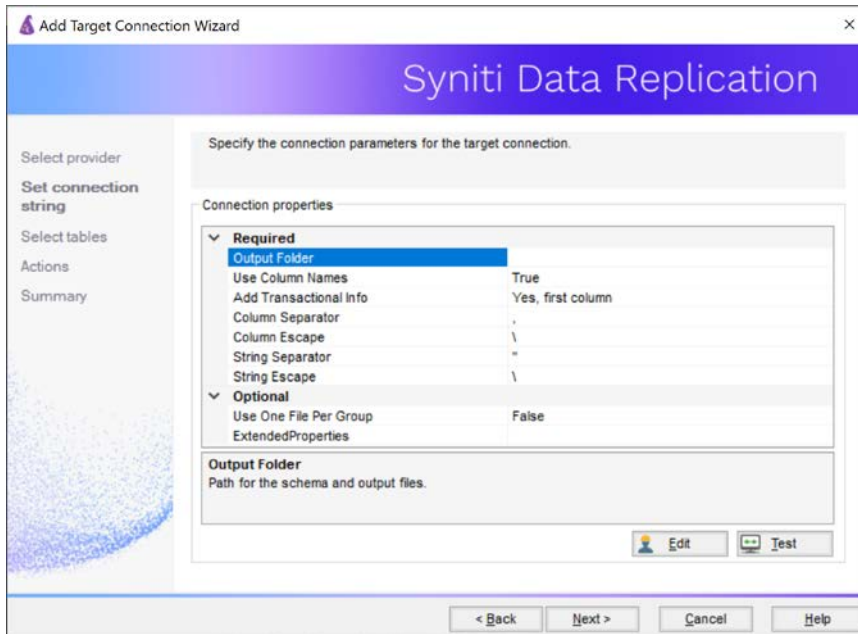 Add Target Connection Wizard
Syniti Data Replication
Select provider
Set connection
string
Select tables
Actions
Summary
Specify the connection parameters for the target connection.
Connection properties
Required
Output Folder
Use Column Names True
Add Transactional Info Yes, first column
Column Separator ,
Column Escape \
String Separator "
String Escape \
Optional
Use One File Per Group False
ExtendedProperties
Output Folder
Path for the schema and output files.
Edit Test
< Back Next > Cancel Help